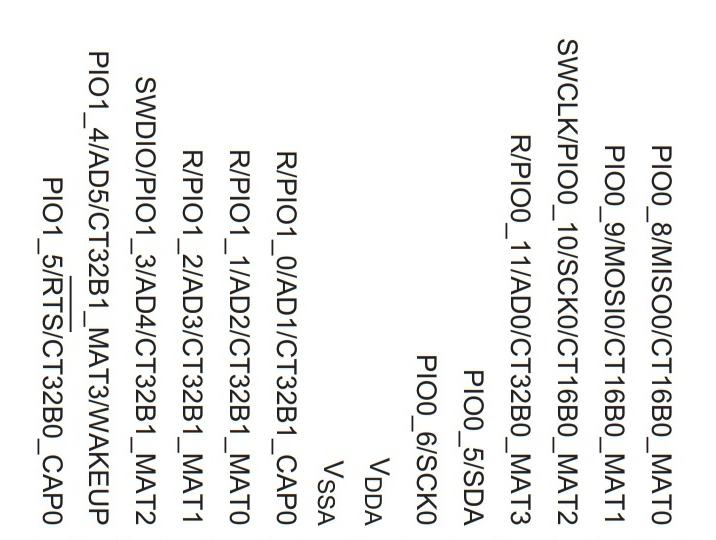 PIO0_8/MISO0/CT16B0_MAT0
PIO0_9/MOSI0/CT16B0_MAT1
SWCLK/PIO0_10/SCK0/CT16B0_MAT2
R/PIO0_11/AD0/CT32B0_MAT3
PIO0_5/SDA
PIO0_6/SCK0
VDDA
VSSA
R/PIO1_0/AD1/CT32B1_CAP0
R/PIO1_1/AD2/CT32B1_MAT0
R/PIO1_2/AD3/CT32B1_MAT1
SWDIO/PIO1_3/AD4/CT32B1_MAT2
PIO1_4/AD5/CT32B1_MAT3/WAKEUP
PIO1_5/RTS/CT32B0_CAP0